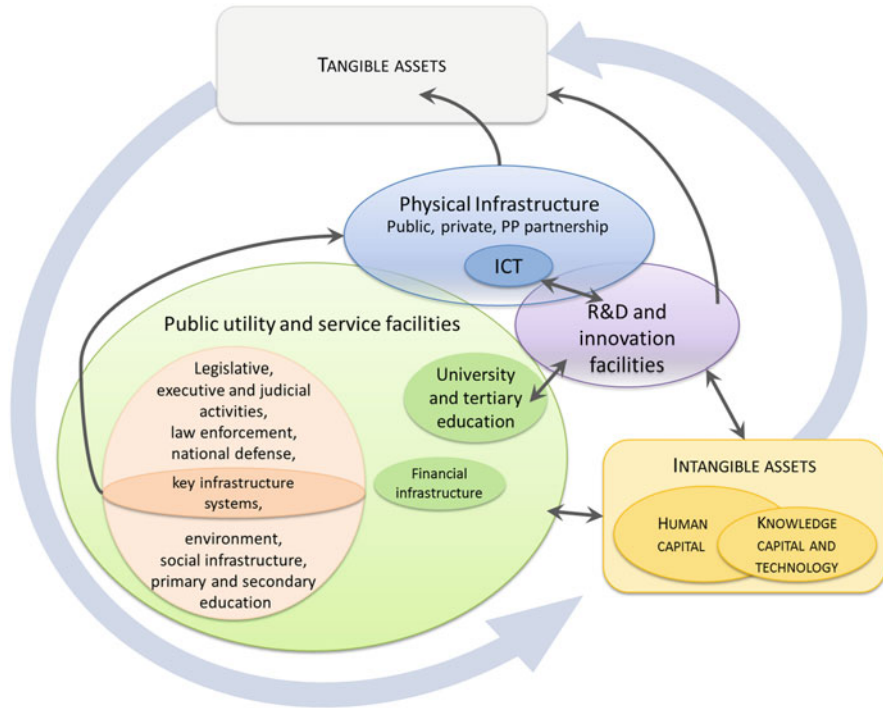 TANGIBLE ASSETS
Physical Infrastructure
Public, private, PP partnership
ICT
R&D and
innovation
facilities
Public utility and service facilities
Legislative,
executive and judicial
activities,
law enforcement,
national defense,
key infrastructure
systems,
environment,
social infrastructure,
primary and secondary
education
University
and tertiary
education
Financial
infrastructure
INTANGIBLE ASSETS
HUMAN
CAPITAL
KNOWLEDGE
CAPITAL AND
TECHNOLOGY